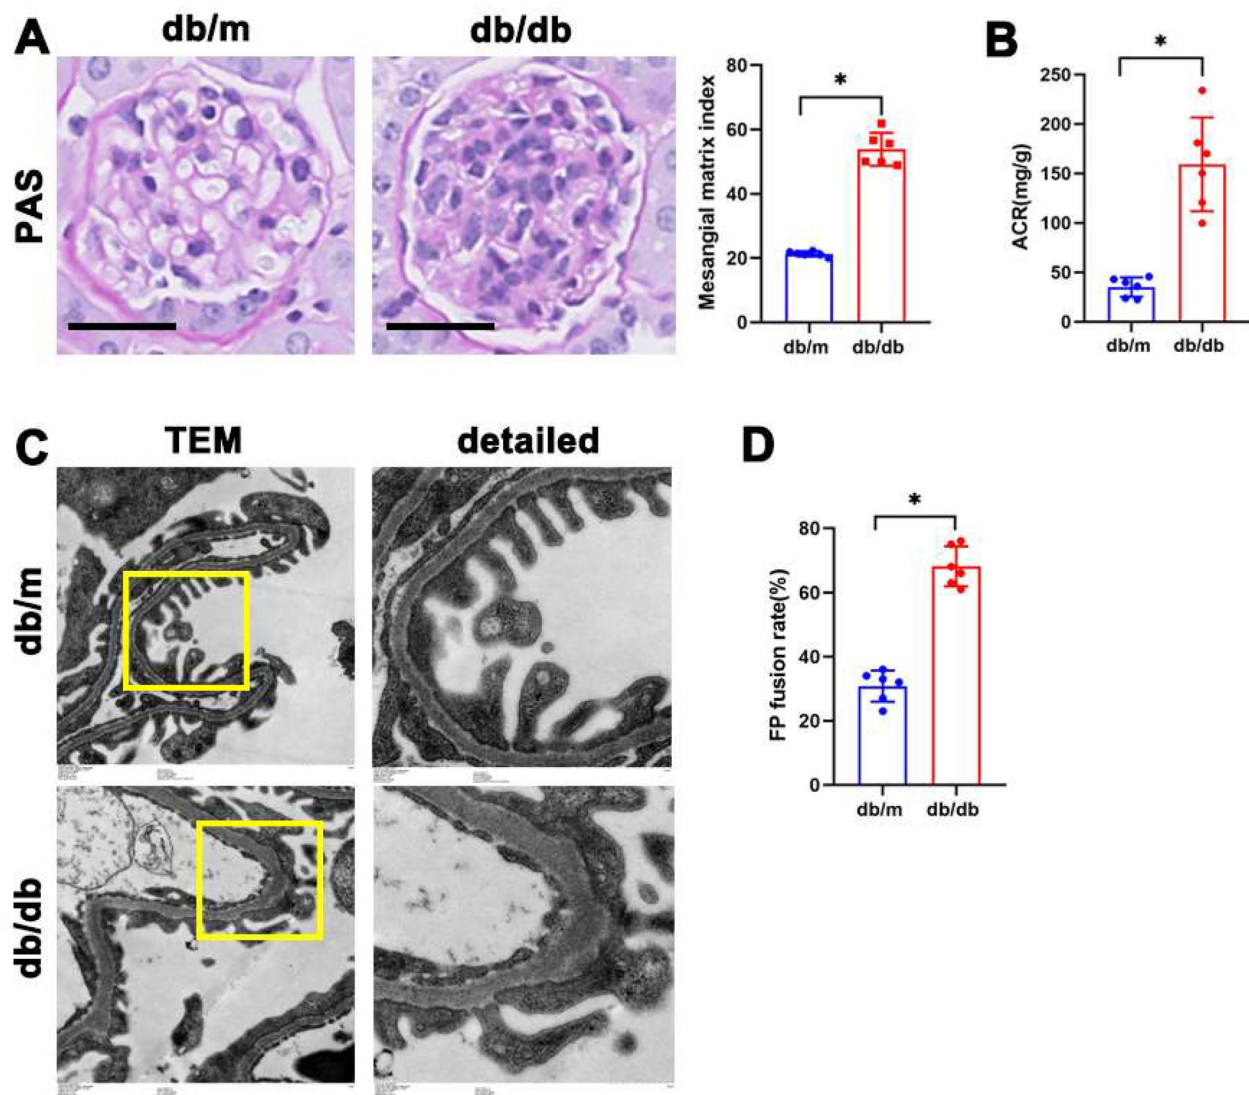 A
db/m
db/db
PAS
Mesangial matrix index
80
60
40
20
0
*
db/m
db/db
B
ACR(mg/g)
250
200
150
100
50
0
*
db/m
db/db
C
TEM
detailed
db/m
db/db
D
FP fusion rate(%)
80
60
40
20
0
*
db/m
db/db